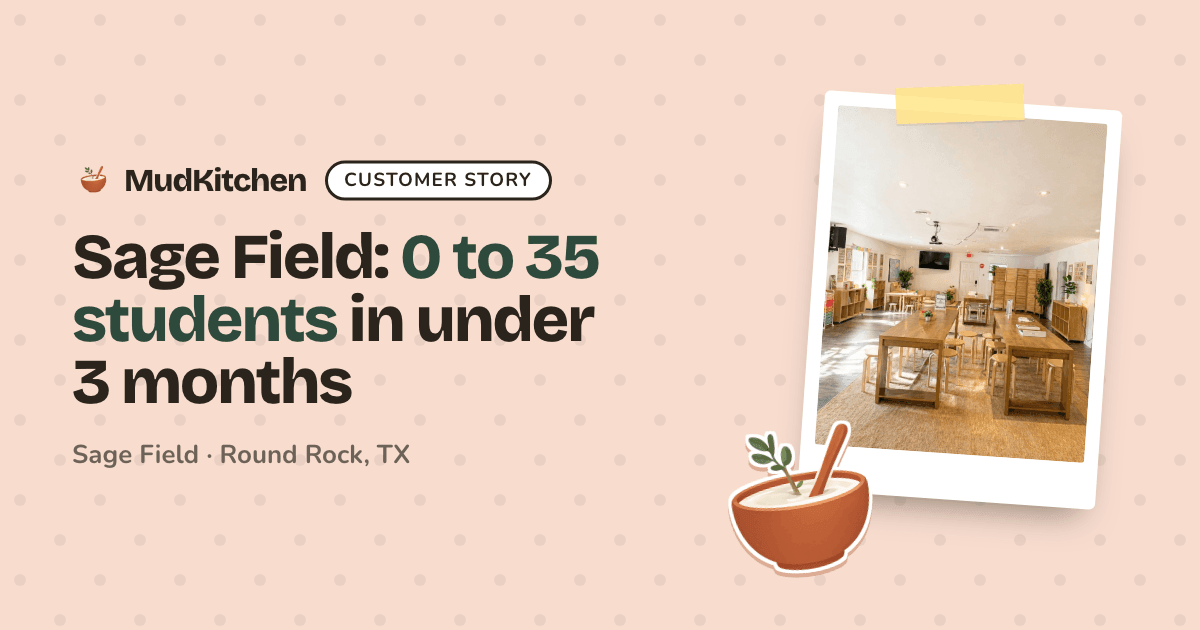 MudKitchen
CUSTOMER STORY
Sage Field: 0 to 35
students in under
3 months
Sage Field · Round Rock, TX